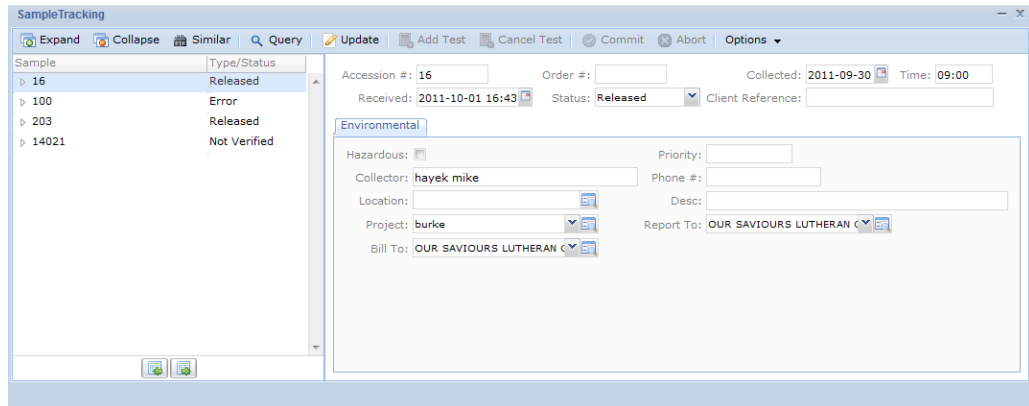 SampleTracking
Expand Collapse Similar Query Update Add Test Cancel Test Commit Abort Options
Sample Type/Status
16 Released
100 Error
203 Released
14021 Not Verified
Accession #: 16 Order #: Collected: 2011-09-30 Time: 09:00
Received: 2011-10-01 16:43 Status: Released Client Reference:
Environmental
Hazardous: Priority:
Collector: hayek mike Phone #:
Location: Desc:
Project: burke Report To: OUR SAVIOURS LUTHERAN
Bill To: OUR SAVIOURS LUTHERAN